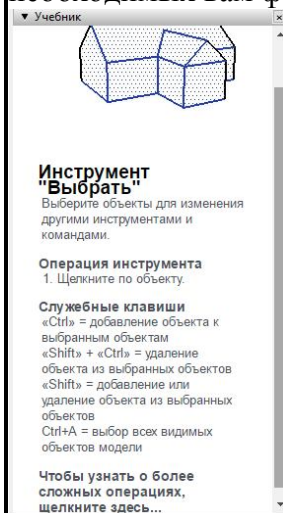 необходимых вам ф
Учебник
Инструмент
"Выбрать"
Выберите объекты для изменения
другими инструментами и
командами.
Операция инструмента
1. Щелкните по объекту.
Служебные клавиши
«Ctrl» = добавление объекта к
выбранным объектам
«Shift» + «Ctrl» = удаление
объекта из выбранных объектов
«Shift» = добавление или
удаление объекта из выбранных
объектов
Ctrl+A = выбор всех видимых
объектов модели
Чтобы узнать о более
сложных операциях,
щелкните здесь...